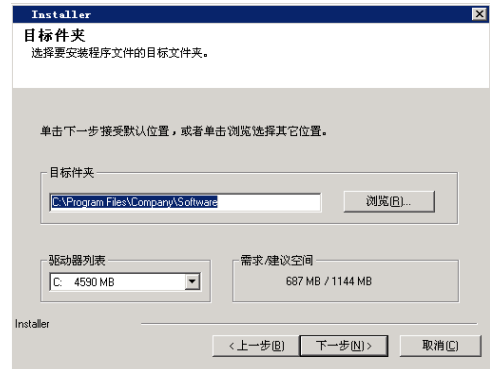 Installer
目标件夹
选择要安装程序文件的目标文件夹。
单击下一步接受默认位置，或者单击浏览选择其它位置。
目标件夹
C:\Program Files\Company\Software
浏览(R)...
驱动器列表
C: 4590 MB
需求/建议空间
687 MB / 1144 MB
Installer
<上一步(B)
下一步(N)>
取消(C)